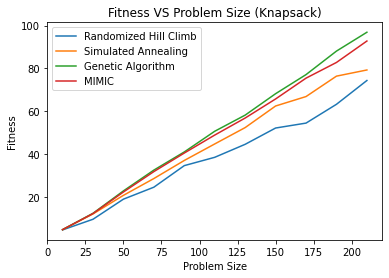 Fitness VS Problem Size (Knapsack)
Randomized Hill Climb
Simulated Annealing
Genetic Algorithm
MIMIC
100
80
60
40
20
Fitness
0 25 50 75 100 125 150 175 200
Problem Size